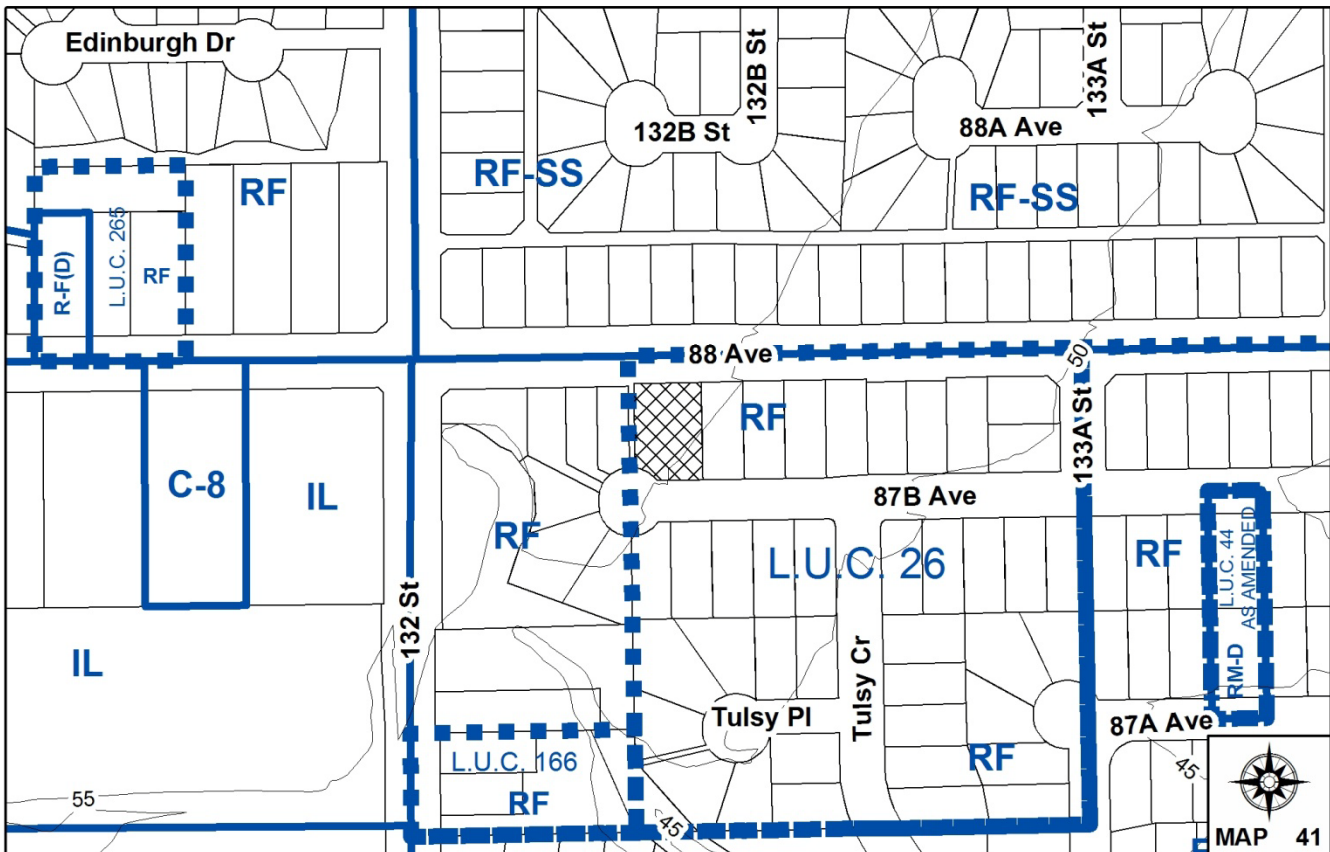 Edinburgh Dr
132B St
132B St
133A St
88A Ave
RF
RF-SS
RF-SS
R-F(D)
L.U.C. 265
RF
88 Ave
50
RF
133A St
C-8
IL
RF
87B Ave
L.U.C. 26
RF
L.U.C. 44
AS AMENDED
RM-D
132 St
IL
Tulsy Pl
Tulsy Cr
87A Ave
L.U.C. 166
RF
RF
45
55
45
MAP 41